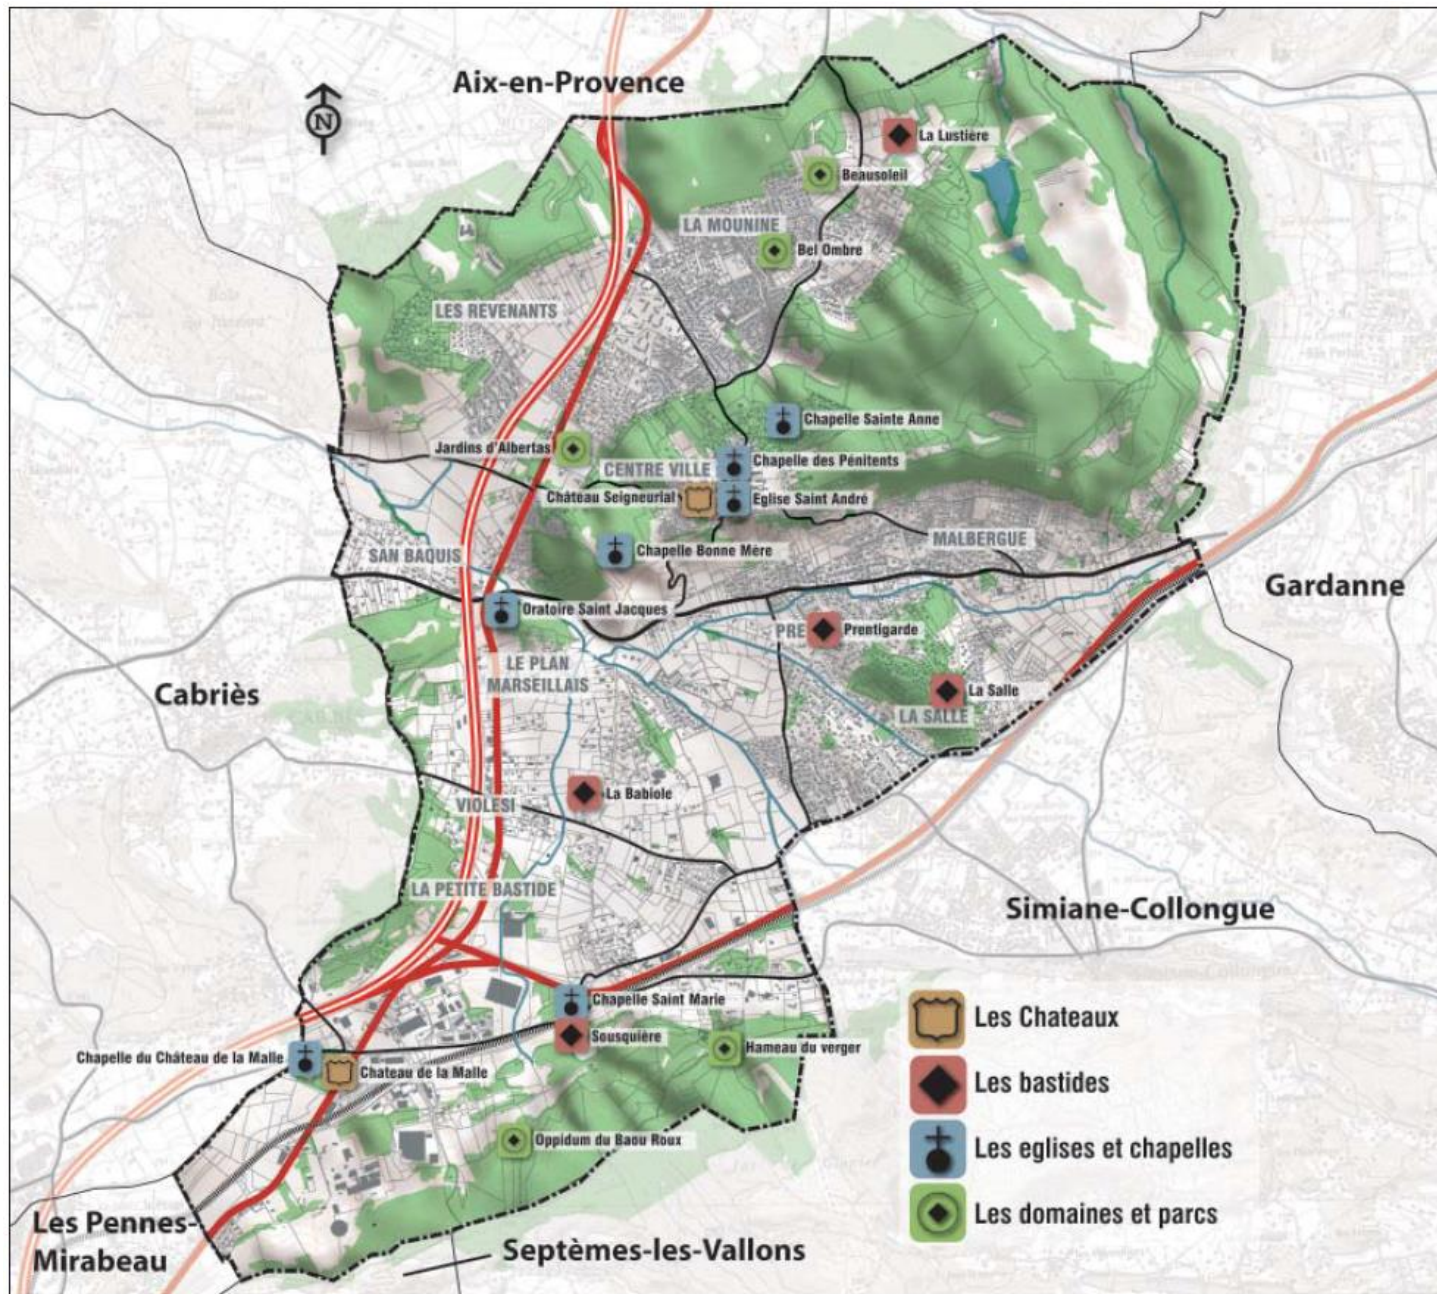 Aix-en-Provence
N
La Lustière
Beausoleil
LA MOUNINE
Bel Ombre
LES REVENANTS
Chapelle Sainte Anne
Jardins d'Albertas
Chapelle des Pénitents
CENTRE VILLE
Château Seigneurial
Eglise Saint André
MALBERGUE
SAN BAQUIS
Chapelle Bonne Mère
Gardanne
Oratoire Saint Jacques
PRE
Prentigarde
LE PLAN
MARSEILLAIS
Cabriès
La Salle
LA SALLE
La Babiole
VIOLESI
LA PETITE BASTIDE
Simiane-Collongue
Chapelle Saint Marie
Les Chateaux
Sousquière
Hameau du verger
Chapelle du Château de la Malle
Chateau de la Malle
Les bastides
Oppidum du Baou Roux
Les eglises et chapelles
Les domaines et parcs
Les Pennes-
Mirabeau
Septèmes-les-Vallons